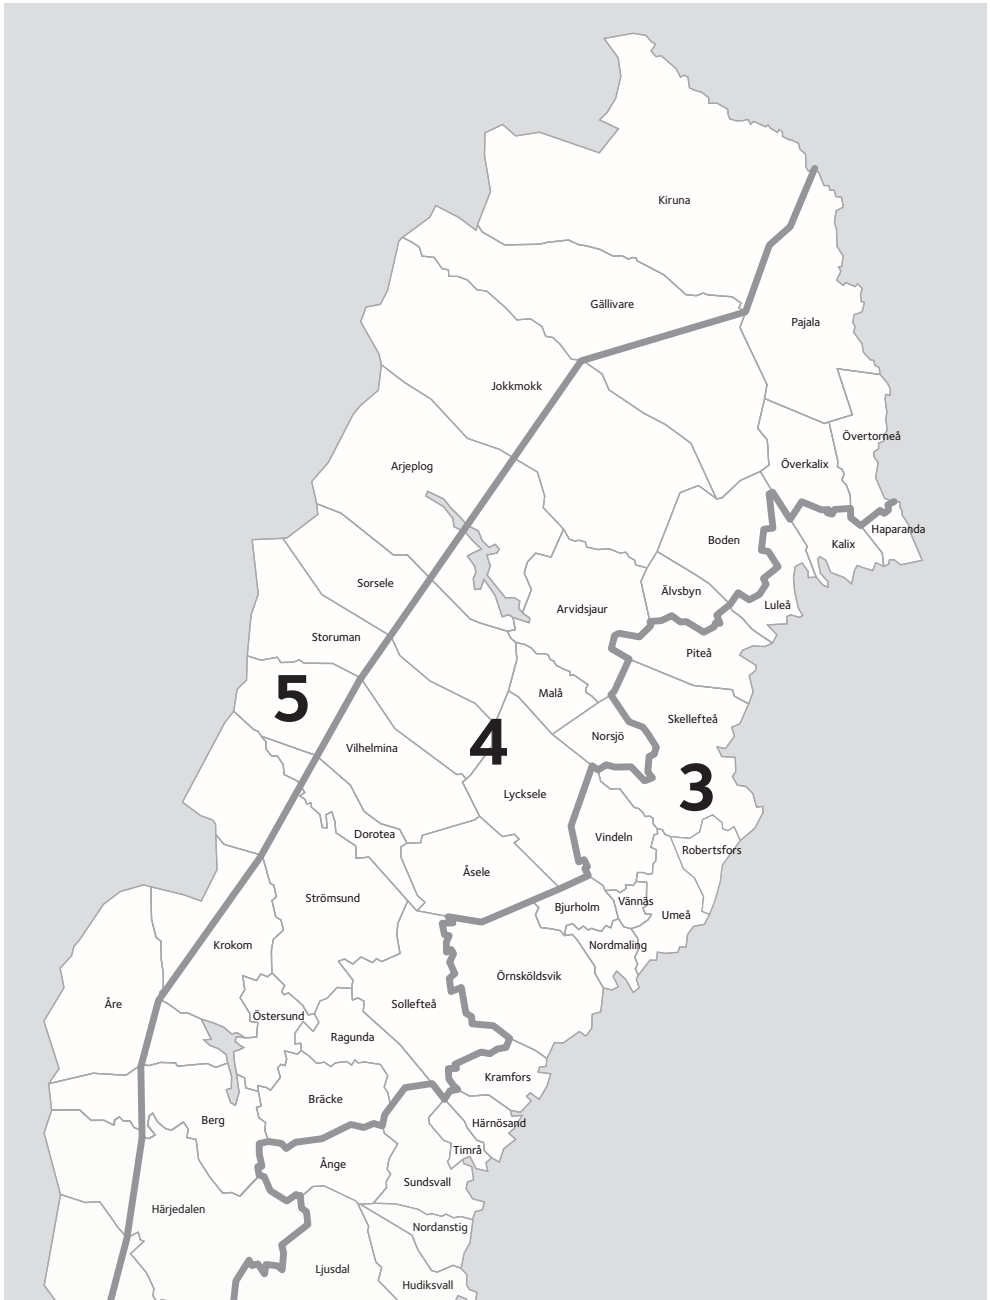 Kiruna
Gällivare
Pajala
Jokkmokk
Övertorneå
Överkalix
Arjeplog
Haparanda
Boden
Kalix
Sorsele
Älvsbyn
Arvidsjaur
Luleå
Storuman
Piteå
5
Malå
Skellefteå
Norsjö
4
Vilhelmina
3
Lycksele
Dorotea
Vindeln
Robertsfors
Åsele
Strömsund
Vännäs
Bjurholm
Umeå
Krokom
Nordmaling
Örnsköldsvik
Åre
Sollefteå
Östersund
Ragunda
Kramfors
Bräcke
Berg
Härnösand
Timrå
Ånge
Sundsvall
Härjedalen
Nordanstig
Ljusdal
Hudiksvall